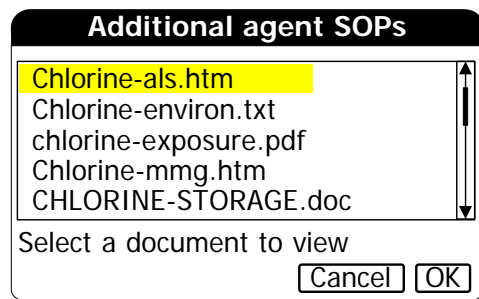 Additional agent SOPs
Chlorine-als.htm
Chlorine-environ.txt
chlorine-exposure.pdf
Chlorine-mmg.htm
CHLORINE-STORAGE.doc
Select a document to view
Cancel OK